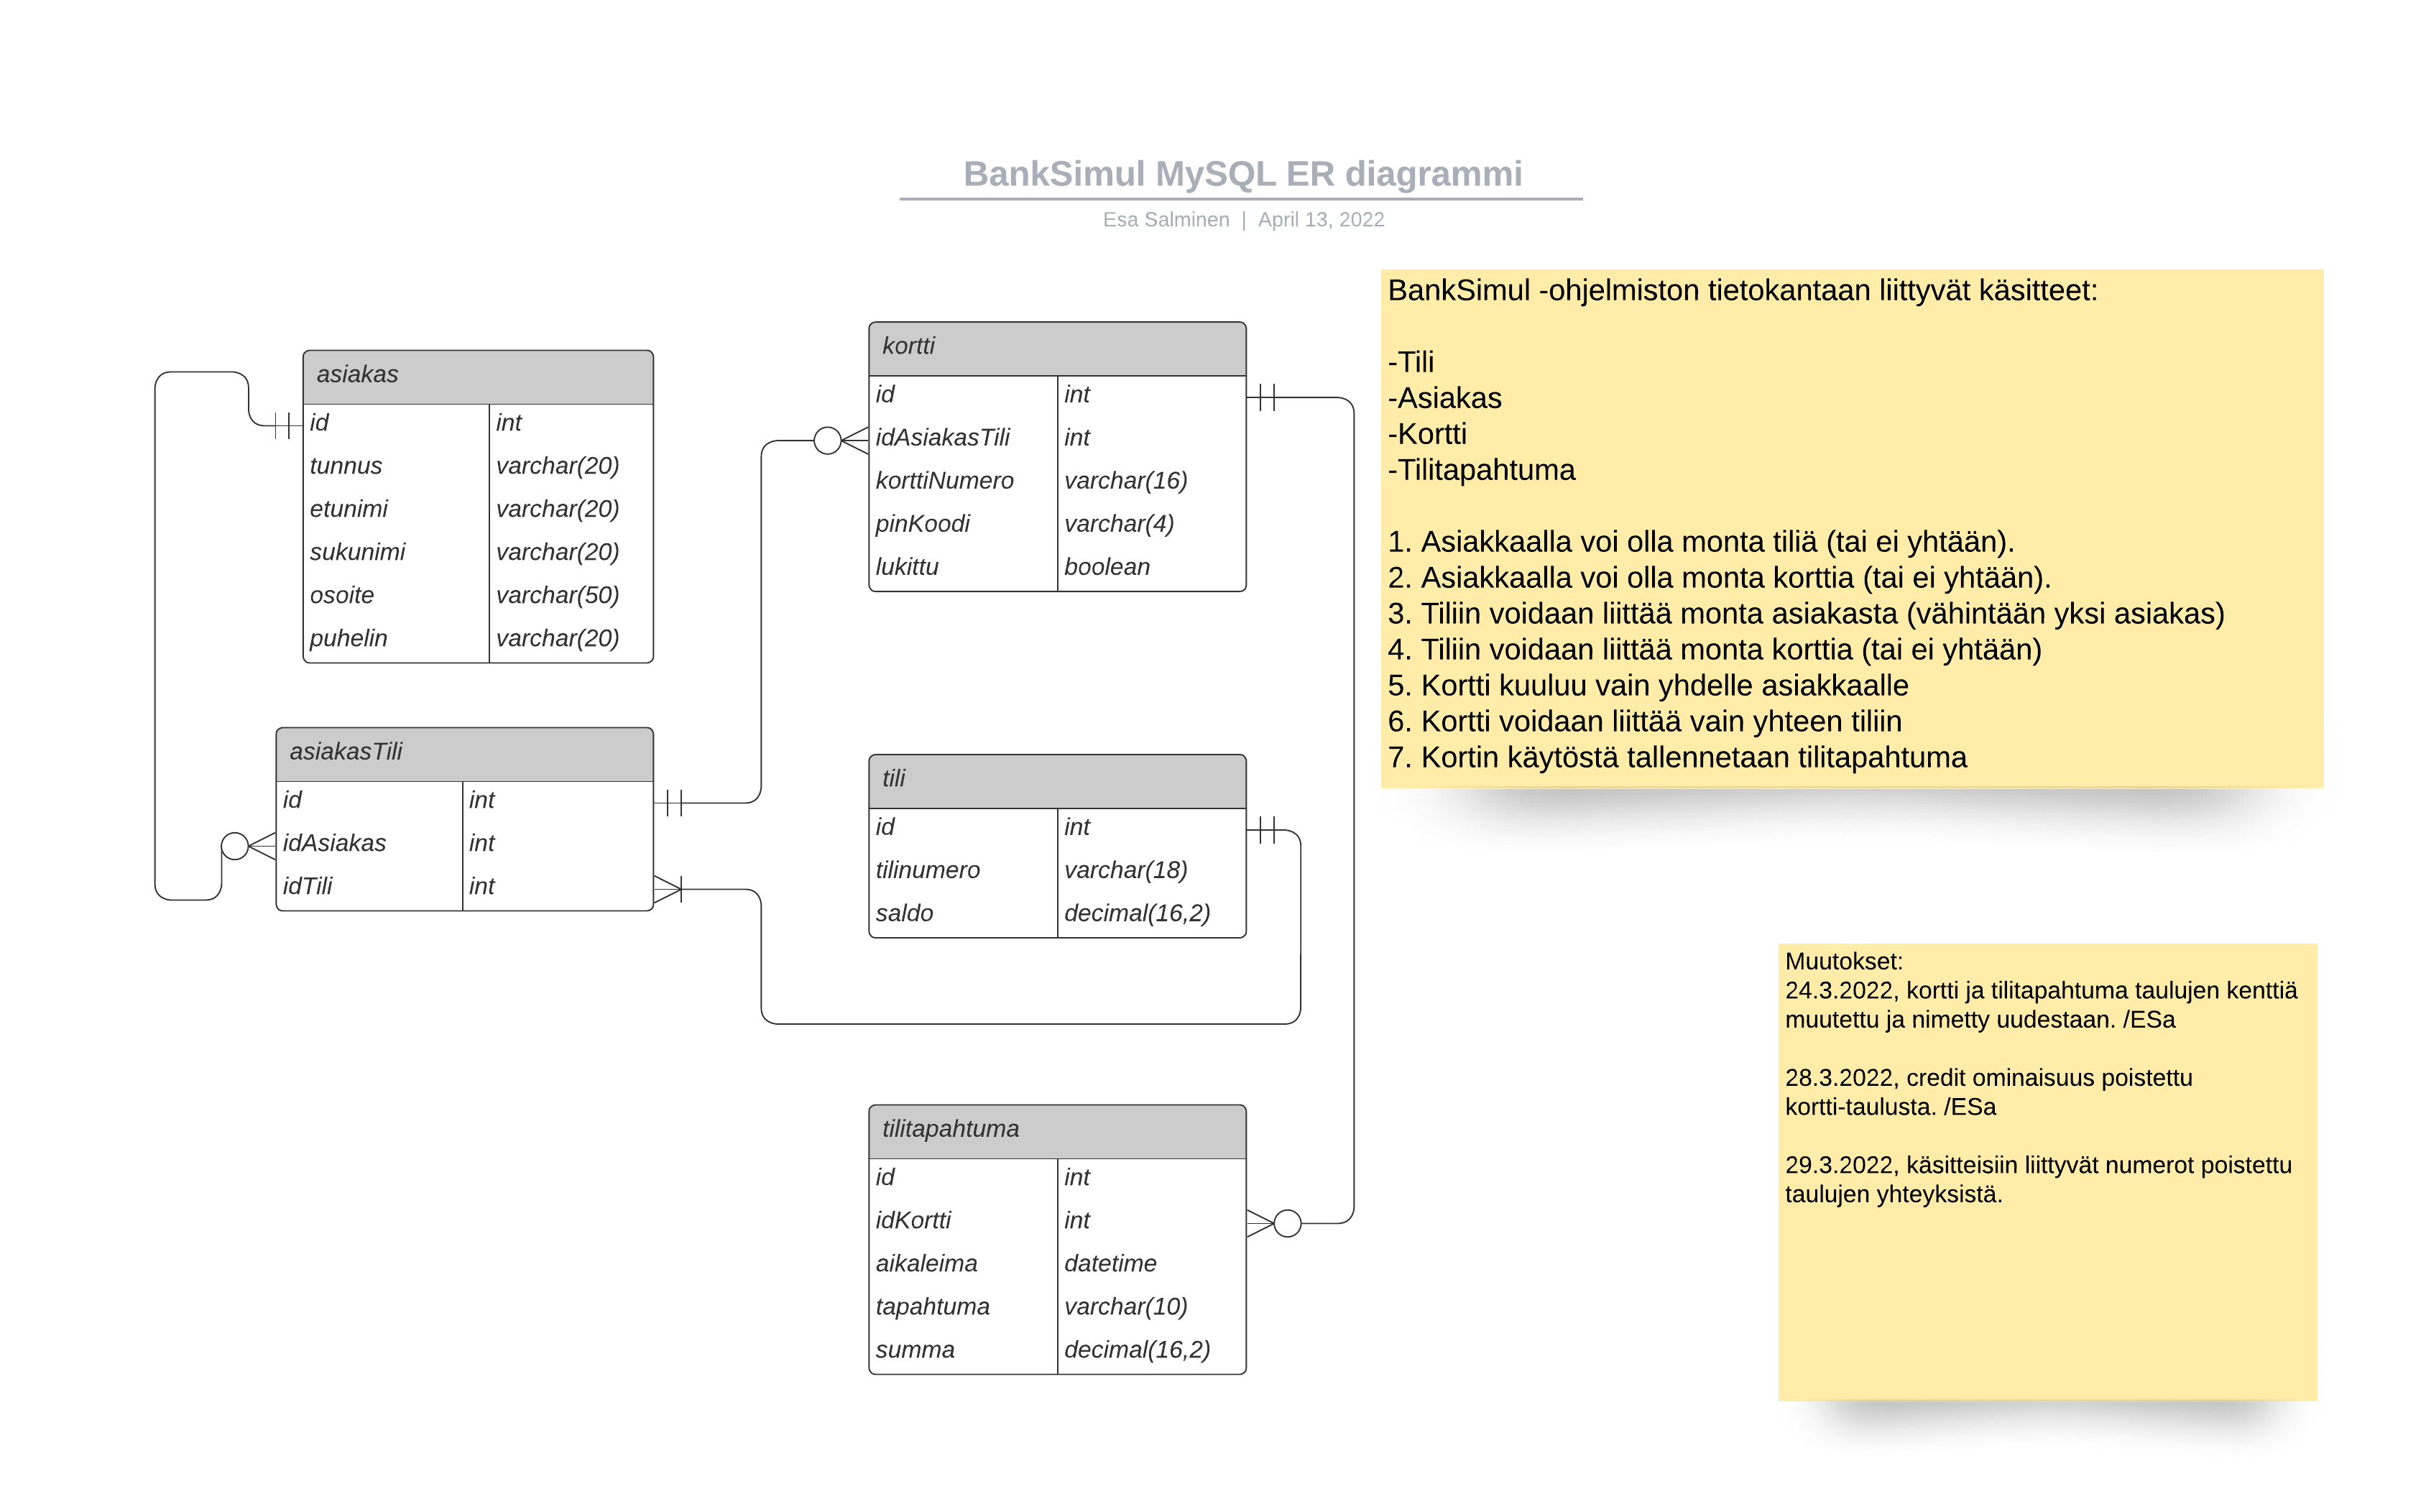 BankSimul MySQL ER diagrammi
Esa Salminen | April 13, 2022
asiakas
id int
tunnus varchar(20)
etunimi varchar(20)
sukunimi varchar(20)
osoite varchar(50)
puhelin varchar(20)
asiakasTili
id int
idAsiakas int
idTili int
kortti
id int
idAsiakasTili int
korttiNumero varchar(16)
pinKoodi varchar(4)
lukittu boolean
tili
id int
tilinumero varchar(18)
saldo decimal(16,2)
tilitapahtuma
id int
idKortti int
aikaleima datetime
tapahtuma varchar(10)
summa decimal(16,2)
BankSimul -ohjelmiston tietokantaan liittyvät käsitteet:
-Tili
-Asiakas
-Kortti
-Tilitapahtuma
1. Asiakkaalla voi olla monta tiliä (tai ei yhtään).
2. Asiakkaalla voi olla monta korttia (tai ei yhtään).
3. Tiliin voidaan liittää monta asiakasta (vähintään yksi asiakas)
4. Tiliin voidaan liittää monta korttia (tai ei yhtään)
5. Kortti kuuluu vain yhdelle asiakkaalle
6. Kortti voidaan liittää vain yhteen tiliin
7. Kortin käytöstä tallennetaan tilitapahtuma
Muutokset:
24.3.2022, kortti ja tilitapahtuma taulujen kenttiä
muutettu ja nimetty uudestaan. /ESa
28.3.2022, credit ominaisuus poistettu
kortti-taulusta. /ESa
29.3.2022, käsitteisiin liittyvät numerot poistettu
taulujen yhteyksistä.